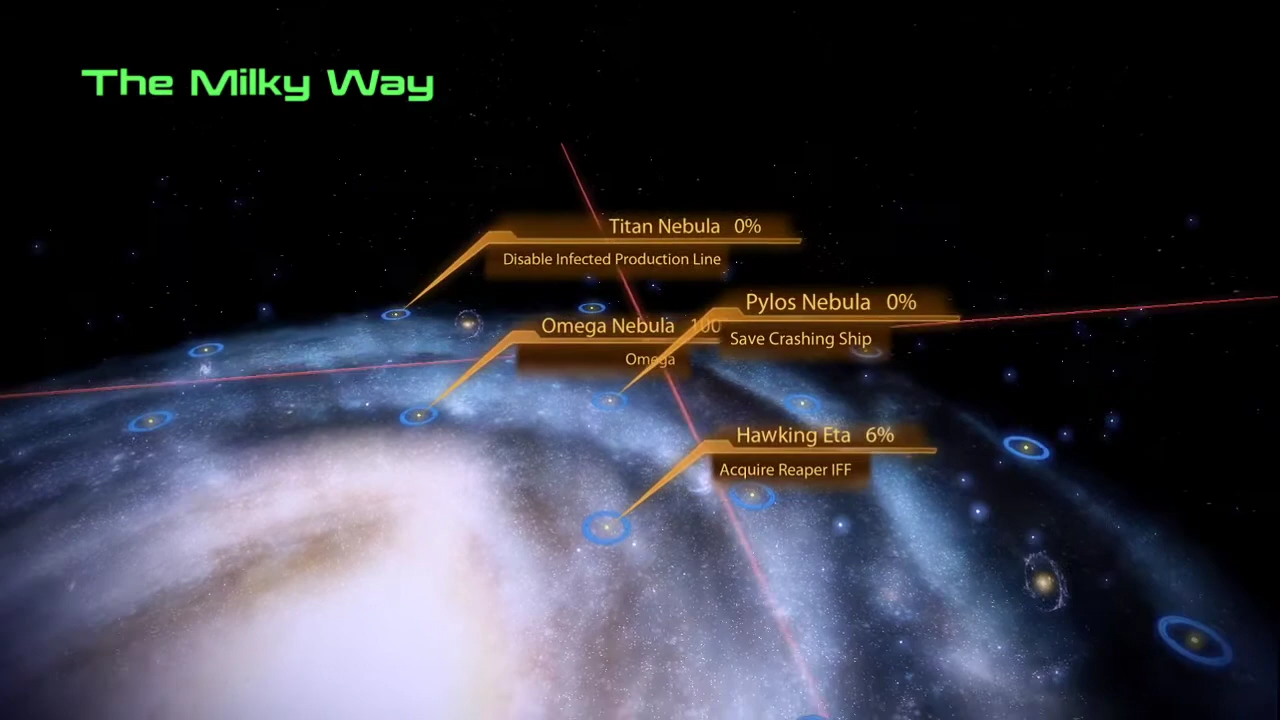 The Milky Way
Titan Nebula 0%
Disable Infected Production Line
Pylos Nebula 0%
Save Crashing Ship
Omega Nebula 100
Omega
Hawking Eta 6%
Acquire Reaper IFF